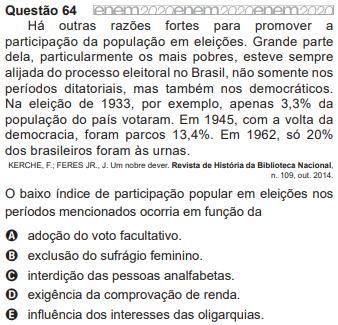 Questão 64 enem2020enem2020enem2020
Há outras razões fortes para promover a
participação da população em eleições. Grande parte
dela, particularmente os mais pobres, esteve sempre
alijada do processo eleitoral no Brasil, não somente nos
períodos ditatoriais, mas também nos democráticos.
Na eleição de 1933, por exemplo, apenas 3,3% da
população do país votaram. Em 1945, com a volta da
democracia, foram parcos 13,4%. Em 1962, só 20%
dos brasileiros foram às urnas.
KERCHE, F.; FERES JR., J. Um nobre dever. Revista de História da Biblioteca Nacional,
n. 109, out. 2014.
O baixo índice de participação popular em eleições nos
períodos mencionados ocorria em função da
A adoção do voto facultativo.
B exclusão do sufrágio feminino.
C interdição das pessoas analfabetas.
D exigência da comprovação de renda.
E influência dos interesses das oligarquias.